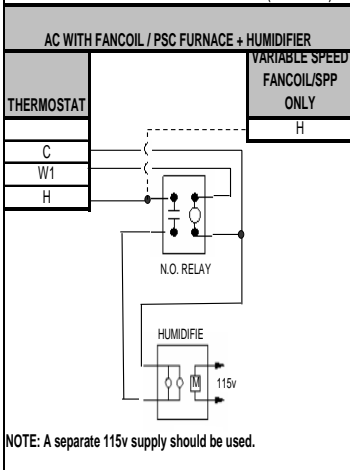 AC WITH FANCOIL / PSC FURNACE + HUMIDIFIER
VARIABLE SPEED
FANCOIL/SPP
ONLY
THERMOSTAT
H
C
W1
H
N.O. RELAY
HUMIDIFIE
M
115v
NOTE: A separate 115v supply should be used.